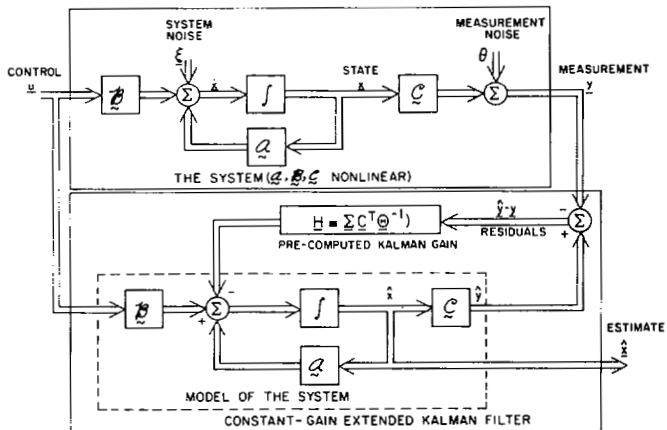 SYSTEM
NOISE
ξ
MEASUREMENT
NOISE
θ
CONTROL
u
ℬ
Σ
ẋ
∫
STATE
x
C
Σ
MEASUREMENT
y
A
THE SYSTEM (A, ℬ, C NONLINEAR)
H = Σ C^T Θ^-1)
PRE-COMPUTED KALMAN GAIN
ŷ-y
RESIDUALS
-
+
Σ
ℬ
-
+
Σ
∫
x̂
C
ŷ
A
ESTIMATE
x̂
MODEL OF THE SYSTEM
CONSTANT-GAIN EXTENDED KALMAN FILTER